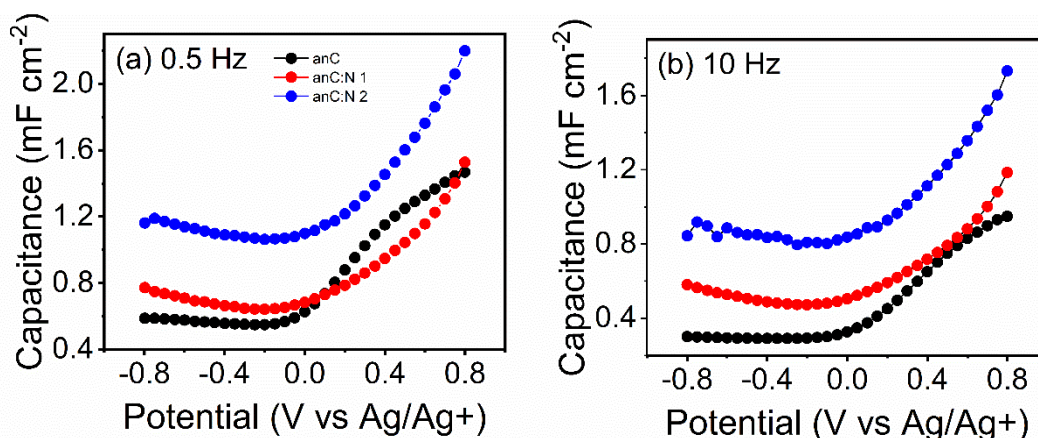 (a) 0.5 Hz
anC
anC:N 1
anC:N 2
Capacitance (mF cm-2)
2.0
1.6
1.2
0.8
0.4
-0.8 -0.4 0.0 0.4 0.8
Potential (V vs Ag/Ag+)
(b) 10 Hz
Capacitance (mF cm-2)
1.6
1.2
0.8
0.4
-0.8 -0.4 0.0 0.4 0.8
Potential (V vs Ag/Ag+)